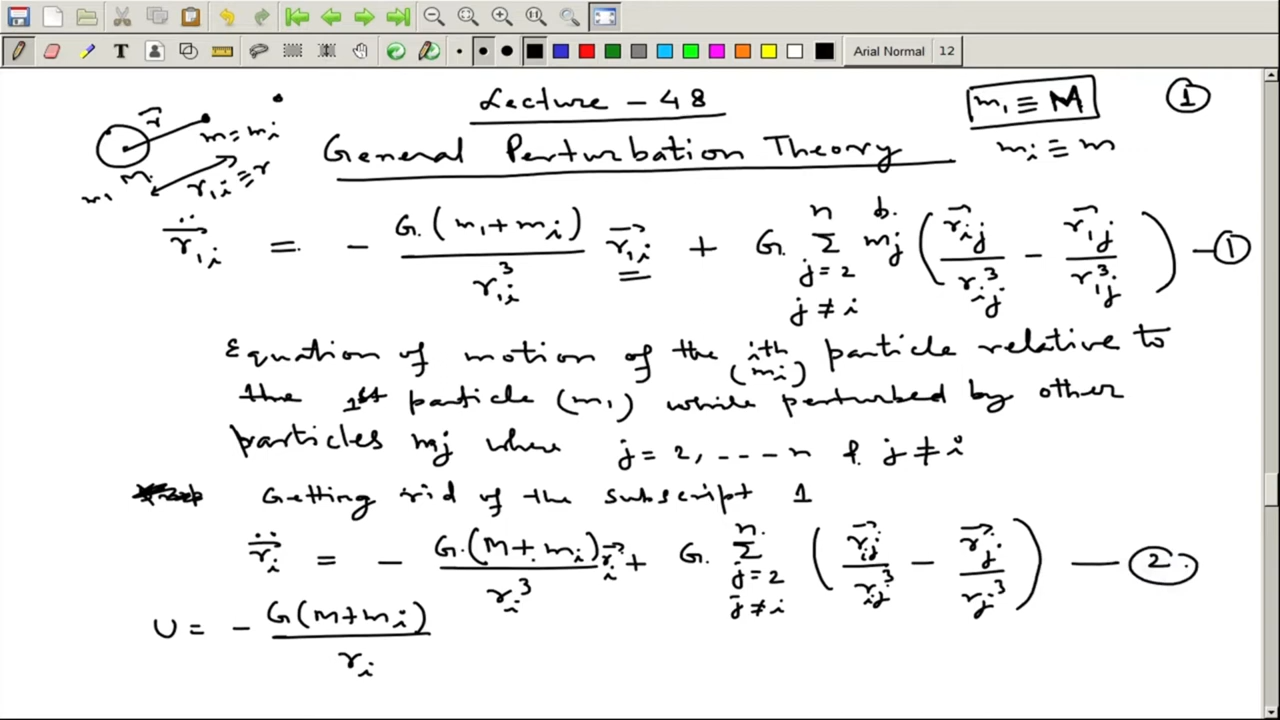 Arial Normal 12
Lecture - 48
m₁ ≡ M
①
r⃗
m = mᵢ
General Perturbation Theory
mᵢ ≡ m
m₁ M
r₁ᵢ ≡ r
r̈⃗₁ᵢ = - G(m₁+mᵢ)/r₁ᵢ³ r⃗₁ᵢ + G Σ_{j=2, j≠i}^{n} mⱼ ( r⃗ᵢⱼ/rᵢⱼ³ - r⃗₁ⱼ/r₁ⱼ³ ) — ①
Equation of motion of the ith particle relative to
(mᵢ)
the 1st particle (m₁) while perturbed by other
particles mj where j = 2, ---- n & j ≠ i
Getting rid of the subscript 1
r̈⃗ᵢ = - G(M+mᵢ)/rᵢ³ r⃗ᵢ + G Σ_{j=2, j≠i}^{n} ( r⃗ᵢⱼ/rᵢⱼ³ - r⃗ⱼ/rⱼ³ ) — ②
U = - G(M+mᵢ)/rᵢ